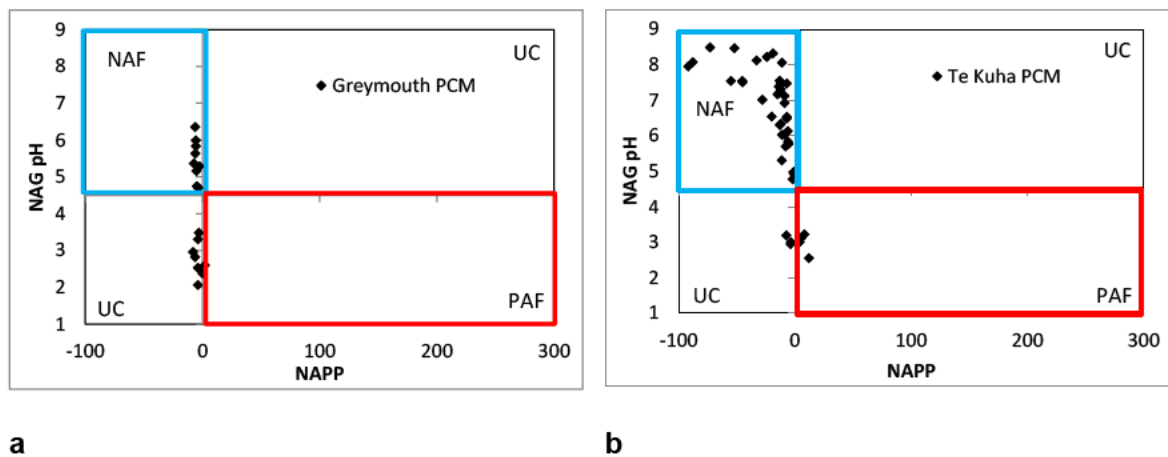 9
8
7
6
5
4
3
2
1
NAG pH
NAF
UC
Greymouth PCM
UC
PAF
-100
0
100
200
300
NAPP
a
9
8
7
6
5
4
3
2
1
NAG pH
UC
Te Kuha PCM
NAF
UC
PAF
-100
0
100
200
300
NAPP
b